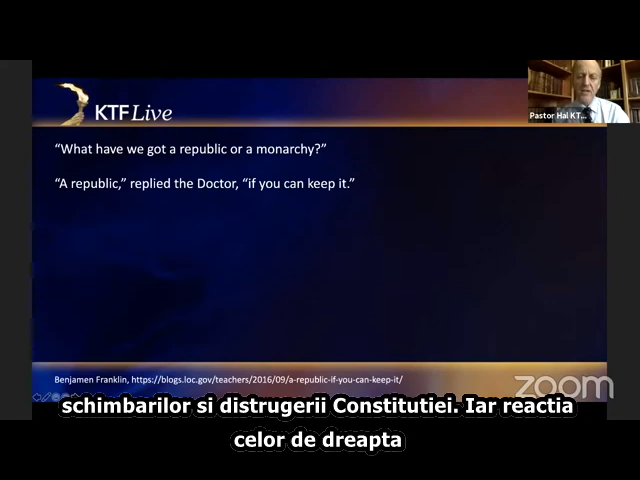 KTF Live
Pastor Hal KT...
“What have we got a republic or a monarchy?”
“A republic,” replied the Doctor, “if you can keep it.”
Benjamen Franklin, https://blogs.loc.gov/teachers/2016/09/a-republic-if-you-can-keep-it/
zoom
schimbarilor si distrugerii Constitutiei. Iar reactia
celor de dreapta